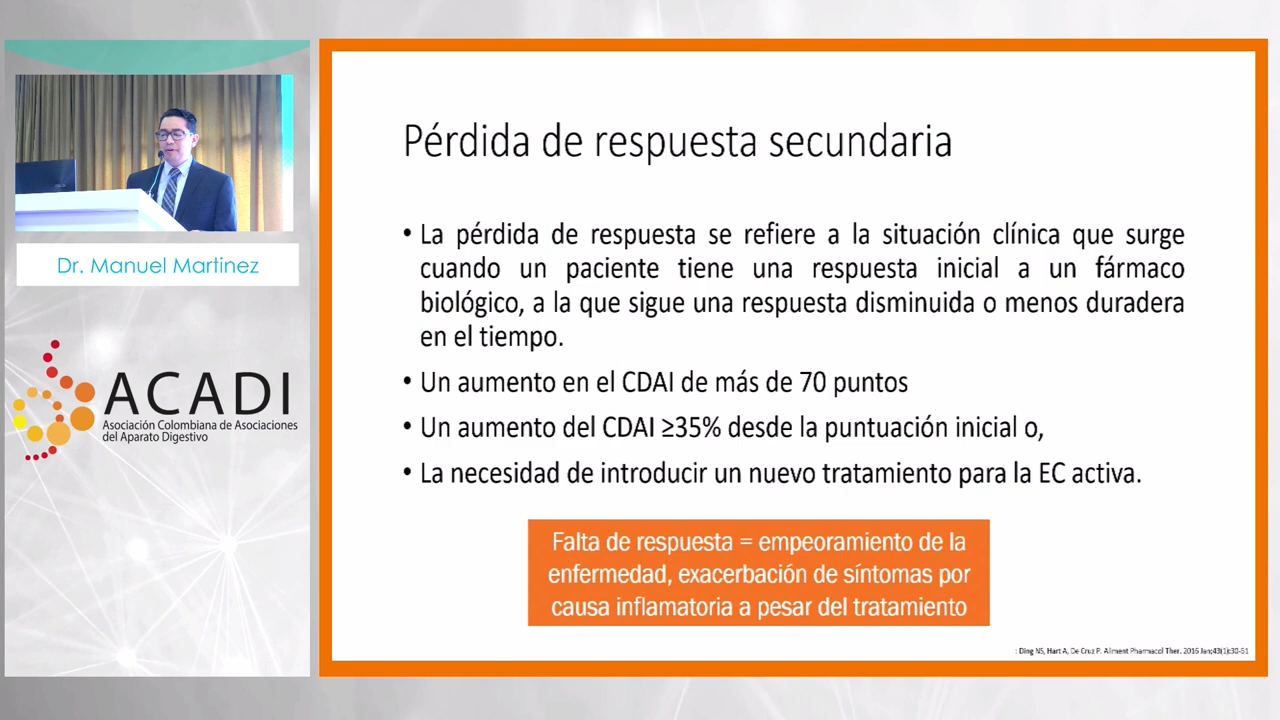 Dr. Manuel Martinez
ACADI
Asociación Colombiana de Asociaciones
del Aparato Digestivo
Pérdida de respuesta secundaria
• La pérdida de respuesta se refiere a la situación clínica que surge
cuando un paciente tiene una respuesta inicial a un fármaco
biológico, a la que sigue una respuesta disminuida o menos duradera
en el tiempo.
• Un aumento en el CDAI de más de 70 puntos
• Un aumento del CDAI ≥35% desde la puntuación inicial o,
• La necesidad de introducir un nuevo tratamiento para la EC activa.
Falta de respuesta = empeoramiento de la
enfermedad, exacerbación de síntomas por
causa inflamatoria a pesar del tratamiento
: Ding NS, Hart A, De Cruz P. Aliment Pharmacol Ther. 2016 Jan;43(1):30-51